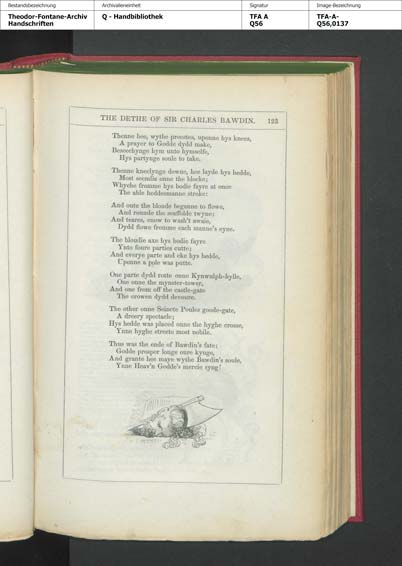 Bestandsbezeichnung
Archivalieneinheit
Signatur
Image-Bezeichnung
Theodor-Fontane-Archiv
Handschriften
Q - Handbibliothek
TFA A
Q56
TFA-A-
Q56,0137
THE DETHE OF SIR CHARLES BAWDIN. 123
Thenne hee, wythe preestes, uponne hys knees,
A prayer to Godde dydd make,
Beseechynge hym unto hymselfe,
Hys partynge soule to take.
Thenne kneelynge downe, hee layde hys hedde,
Most seemlie onne the blocke;
Whyche fromme hys bodie fayre at once
The able heddesmanne stroke:
And oute the bloude beganne to flowe,
And rounde the scaffolde twyne;
And teares, enow to wash't awaie,
Dydd flowe fromme each manne's eyne.
The bloudie axe hys bodie fayre
Ynto foure parties cutte;
And everye parte and eke hys hedde,
Uponne a pole was putte.
One parte dydd rotte onne Kynwulph-hylle,
One onne the mynster-tower,
And one from off the castle-gate
The crowen dydd devoure.
The other onne Seincte Poules goode-gate,
A dreery spectacle;
Hys hedde was placed onne the hyghe crosse,
Ynne hyghe streete most nobile.
Thus was the ende of Bawdin's fate;
Godde prosper longe oure kynge,
And grante hee maye wythe Bawdin's soule,
Ynne Heav'n Godde's mercie syng!